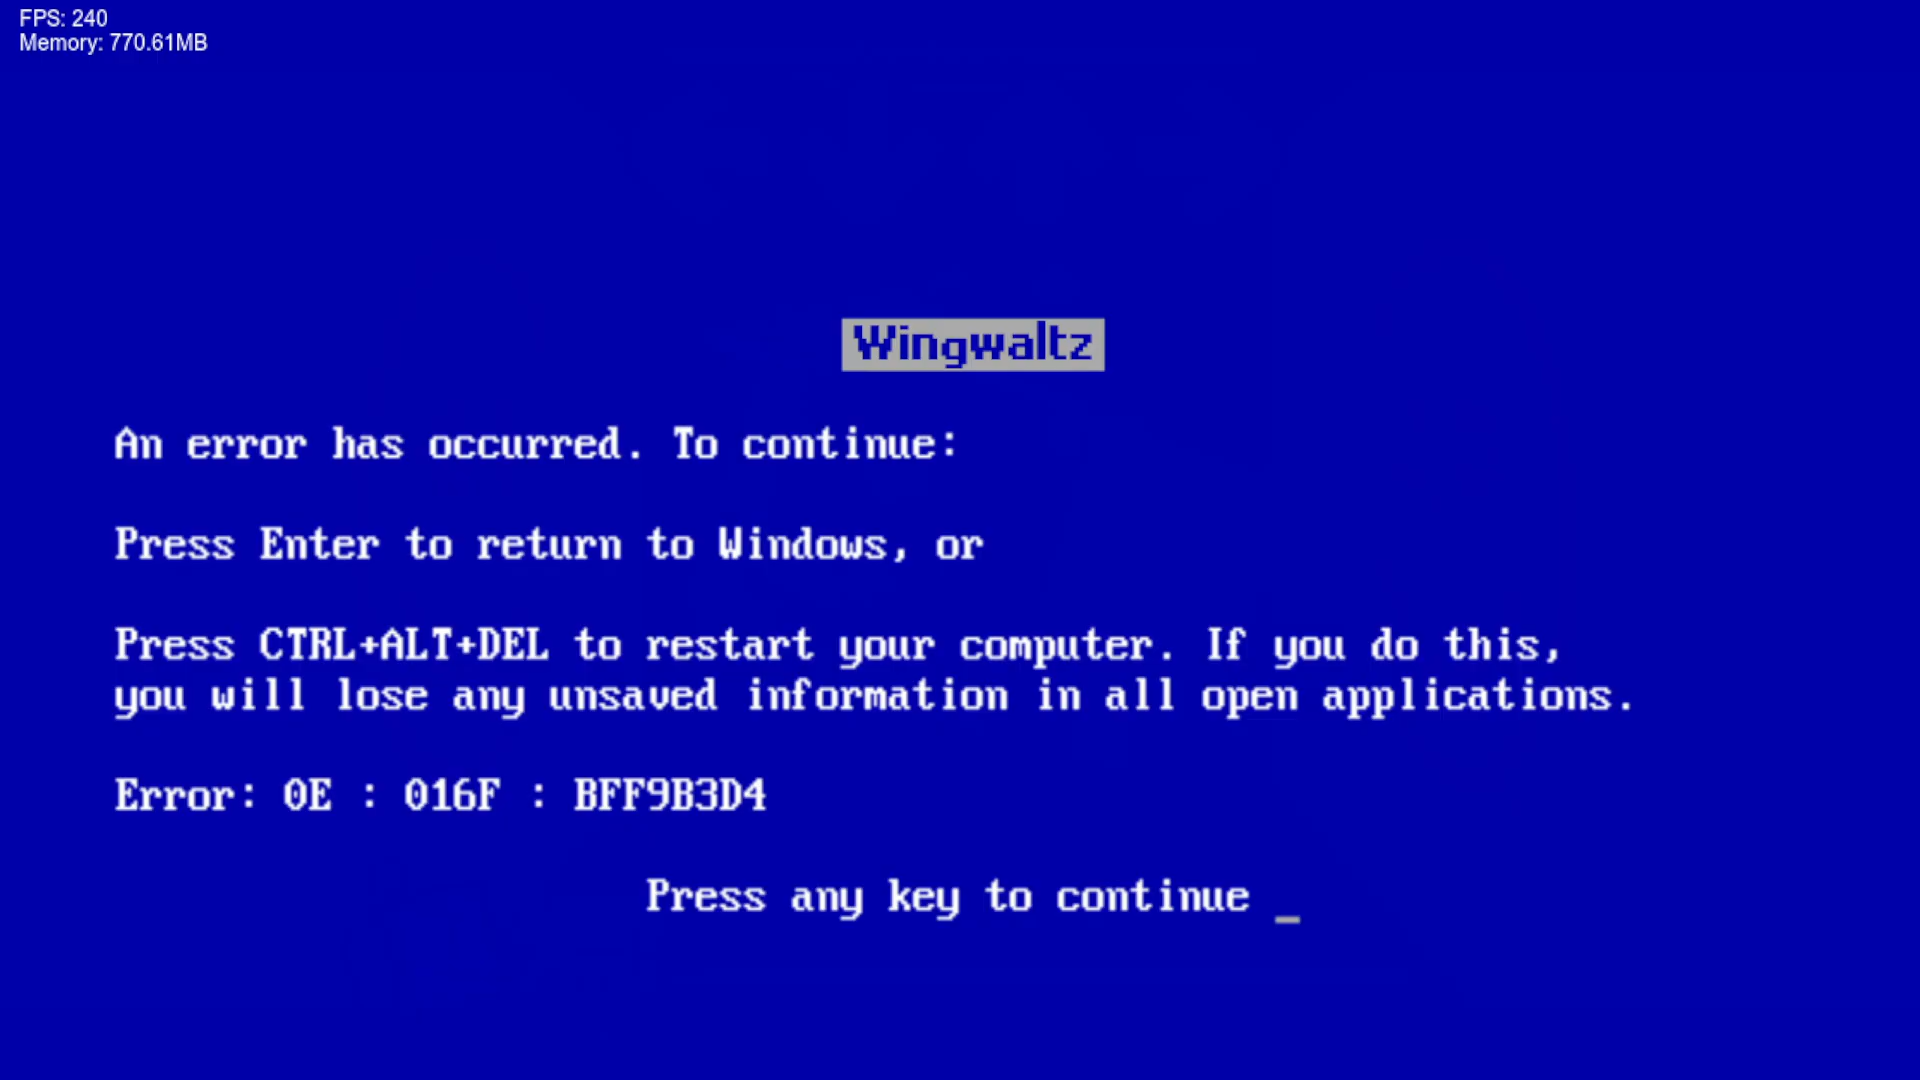 FPS: 240
Memory: 770.61MB
Wingwaltz
An error has occurred. To continue:
Press Enter to return to Windows, or
Press CTRL+ALT+DEL to restart your computer. If you do this,
you will lose any unsaved information in all open applications.
Error: 0E : 016F : BFF9B3D4
Press any key to continue _